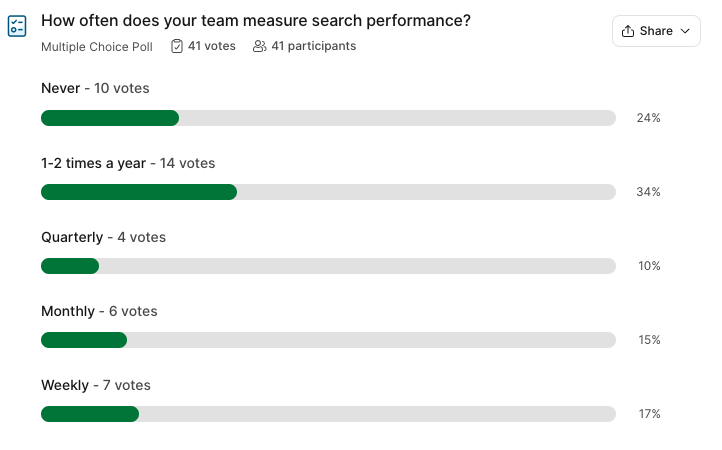 How often does your team measure search performance?
Share
Multiple Choice Poll 41 votes 41 participants
Never - 10 votes
24%
1-2 times a year - 14 votes
34%
Quarterly - 4 votes
10%
Monthly - 6 votes
15%
Weekly - 7 votes
17%